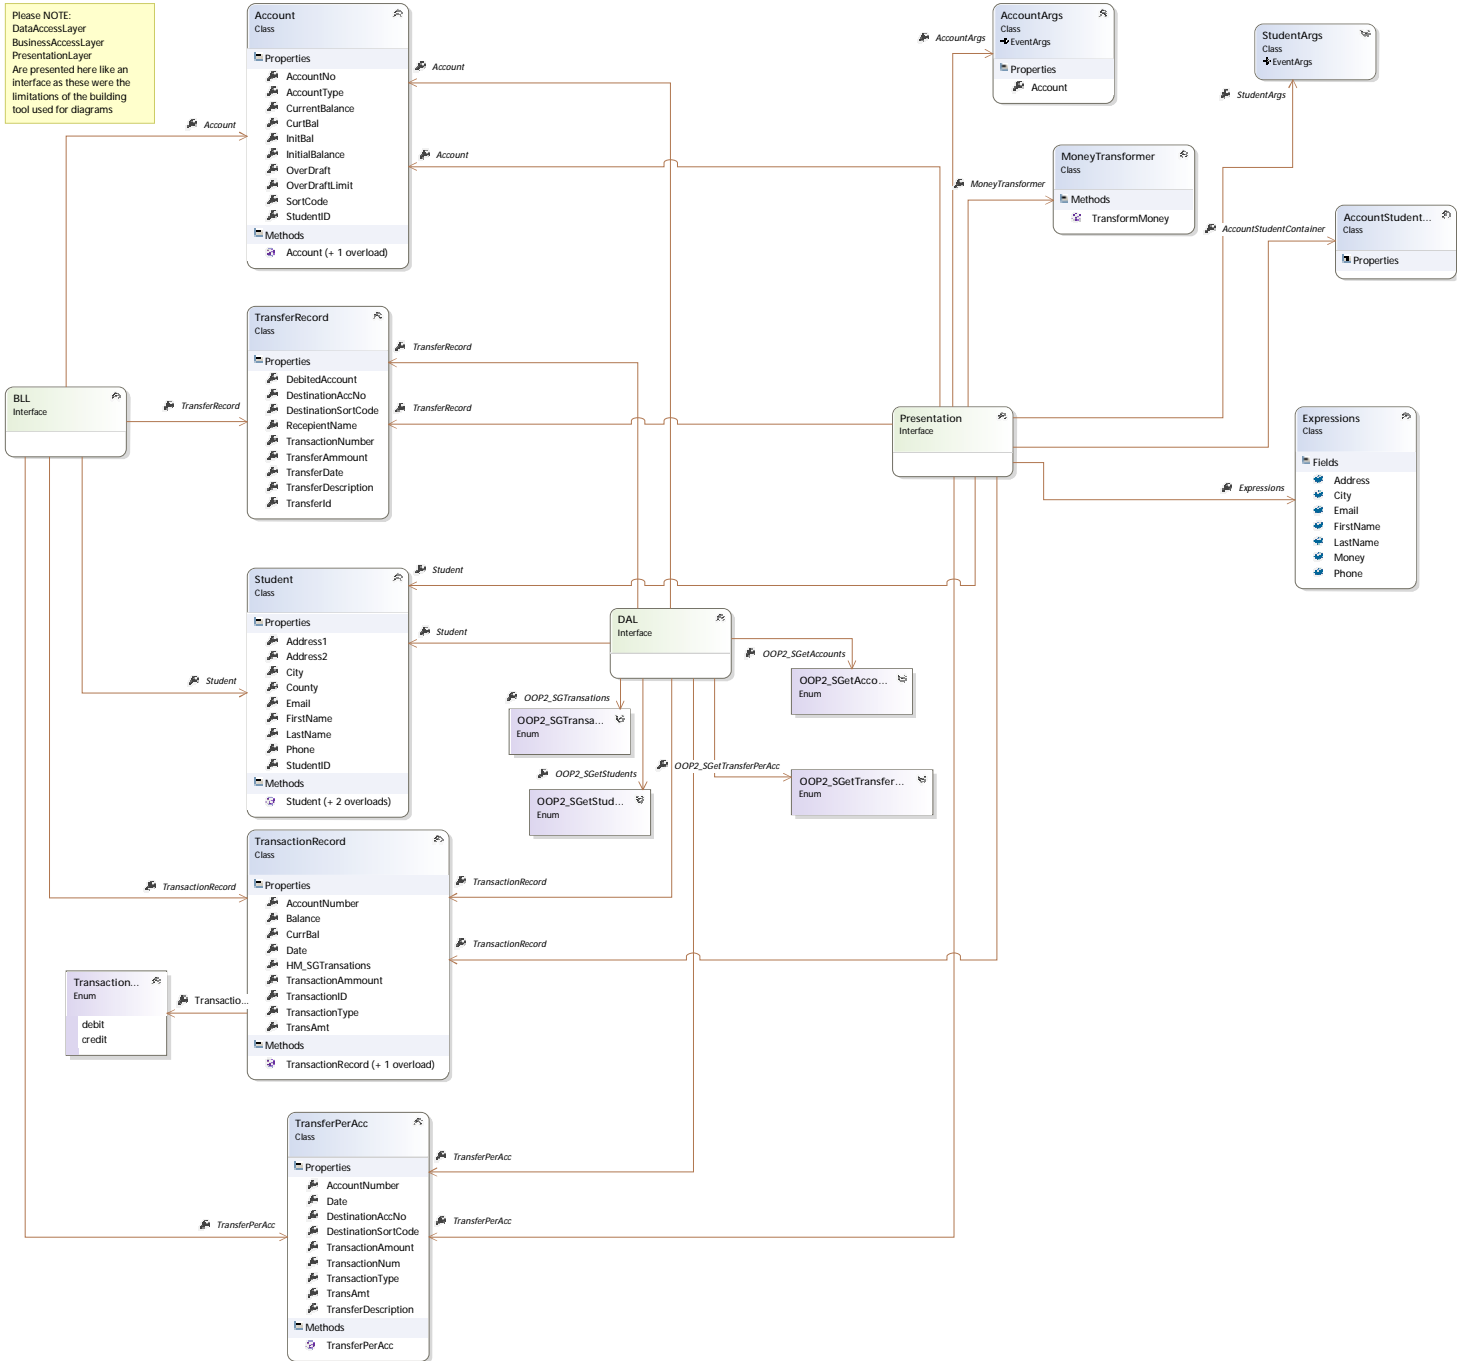 Please NOTE:
DataAccessLayer
BusinessAccessLayer
PresentationLayer
Are presented here like an
interface as these were the
limitations of the building
tool used for diagrams
Account
Class
Properties
AccountNo
AccountType
CurrentBalance
CurtBal
InitBal
InitialBalance
OverDraft
OverDraftLimit
SortCode
StudentID
Methods
Account (+ 1 overload)
Account
Account
Account
AccountArgs
AccountArgs
Class
EventArgs
Properties
Account
StudentArgs
Class
EventArgs
StudentArgs
MoneyTransformer
Class
Methods
TransformMoney
MoneyTransformer
AccountStudent...
Class
Properties
AccountStudentContainer
TransferRecord
Class
Properties
DebitedAccount
DestinationAccNo
DestinationSortCode
RecepientName
TransactionNumber
TransferAmmount
TransferDate
TransferDescription
TransferId
TransferRecord
TransferRecord
TransferRecord
BLL
Interface
Presentation
Interface
Expressions
Class
Fields
Address
City
Email
FirstName
LastName
Money
Phone
Expressions
Student
Class
Properties
Address1
Address2
City
County
Email
FirstName
LastName
Phone
StudentID
Methods
Student (+ 2 overloads)
Student
Student
Student
DAL
Interface
OOP2_SGetAccounts
OOP2_SGetAcco...
Enum
OOP2_SGTransations
OOP2_SGTransa...
Enum
OOP2_SGetTransferPerAcc
OOP2_SGetTransfer...
Enum
OOP2_SGetStudents
OOP2_SGetStud...
Enum
TransactionRecord
Class
Properties
AccountNumber
Balance
CurrBal
Date
HM_SGTransations
TransactionAmmount
TransactionID
TransactionType
TransAmt
Methods
TransactionRecord (+ 1 overload)
TransactionRecord
TransactionRecord
TransactionRecord
Transaction...
Enum
debit
credit
Transactio...
TransferPerAcc
Class
Properties
AccountNumber
Date
DestinationAccNo
DestinationSortCode
TransactionAmount
TransactionNum
TransactionType
TransAmt
TransferDescription
Methods
TransferPerAcc
TransferPerAcc
TransferPerAcc
TransferPerAcc